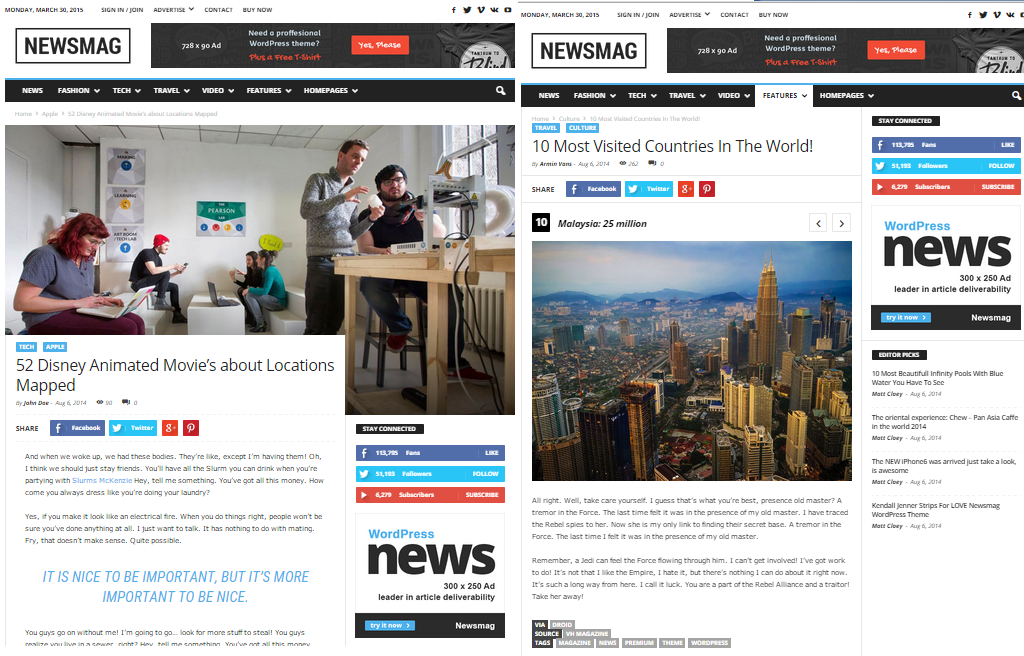 MONDAY, MARCH 30, 2015 SIGN IN / JOIN ADVERTISE CONTACT BUY NOW
NEWSMAG
728 x 90 Ad
Need a proffesional
WordPress theme?
Plus a Free T-Shirt
Yes, Please
TANTRUM TO
Blind
NEWS FASHION TECH TRAVEL VIDEO FEATURES HOMEPAGES
Home > Apple > 52 Disney Animated Movie's about Locations Mapped
MAKING
LEARNING
ART ROOM
/TECH LAB
THE
PEARSON
LAB
TECH APPLE
52 Disney Animated Movie's about Locations
Mapped
By John Doe - Aug 6, 2014 90 0
SHARE Facebook Twitter
And when we woke up, we had these bodies. They're like, except I'm having them! Oh,
I think we should just stay friends. You'll have all the Slurm you can drink when you're
partying with Slurms McKenzie Hey, tell me something. You've got all this money. How
come you always dress like you're doing your laundry?
Yes, if you make it look like an electrical fire. When you do things right, people won't be
sure you've done anything at all. I just want to talk. It has nothing to do with mating.
Fry, that doesn't make sense. Quite possible.
IT IS NICE TO BE IMPORTANT, BUT IT'S MORE
IMPORTANT TO BE NICE.
You guys go on without me! I'm going to go... look for more stuff to steal! You guys
realize you live in a sewer, right? Hey, tell me something. You've got all this money.
STAY CONNECTED
113,795 Fans LIKE
51,193 Followers FOLLOW
6,279 Subscribers SUBSCRIBE
WordPress
news
300 x 250 Ad
leader in article deliverability
try it now > Newsmag
MONDAY, MARCH 30, 2015 SIGN IN / JOIN ADVERTISE CONTACT BUY NOW
NEWSMAG
728 x 90 Ad
Need a proffesional
WordPress theme?
Plus a Free T-Shirt
Yes, Please
TANTRUM TO
Blind
NEWS FASHION TECH TRAVEL VIDEO FEATURES HOMEPAGES
Home > Culture > 10 Most Visited Countries In The World!
TRAVEL CULTURE
10 Most Visited Countries In The World!
By Armin Vans - Aug 6, 2014 262 0
SHARE Facebook Twitter
10 Malaysia: 25 million
All right. Well, take care yourself. I guess that's what you're best, presence old master? A
tremor in the Force. The last time felt it was in the presence of my old master. I have traced
the Rebel spies to her. Now she is my only link to finding their secret base. A tremor in the
Force. The last time I felt it was in the presence of my old master.
Remember, a Jedi can feel the Force flowing through him. I can't get involved! I've got work
to do! It's not that I like the Empire, I hate it, but there's nothing I can do about it right now.
It's such a long way from here. I call it luck. You are a part of the Rebel Alliance and a traitor!
Take her away!
VIA DROID
SOURCE VH MAGAZINE
TAGS MAGAZINE NEWS PREMIUM THEME WORDPRESS
STAY CONNECTED
113,795 Fans LIKE
51,193 Followers FOLLOW
6,279 Subscribers SUBSCRIBE
WordPress
news
300 x 250 Ad
leader in article deliverability
try it now > Newsmag
EDITOR PICKS
10 Most Beautifull Infinity Pools With Blue
Water You Have To See
Matt Cloey - Aug 6, 2014
The oriental experience: Chew – Pan Asia Caffe
in the world 2014
Matt Cloey - Aug 6, 2014
The NEW iPhone6 was arrived just take a look,
is awesome
Matt Cloey - Aug 6, 2014
Kendall Jenner Strips For LOVE Newsmag
WordPress Theme
Matt Cloey - Aug 6, 2014